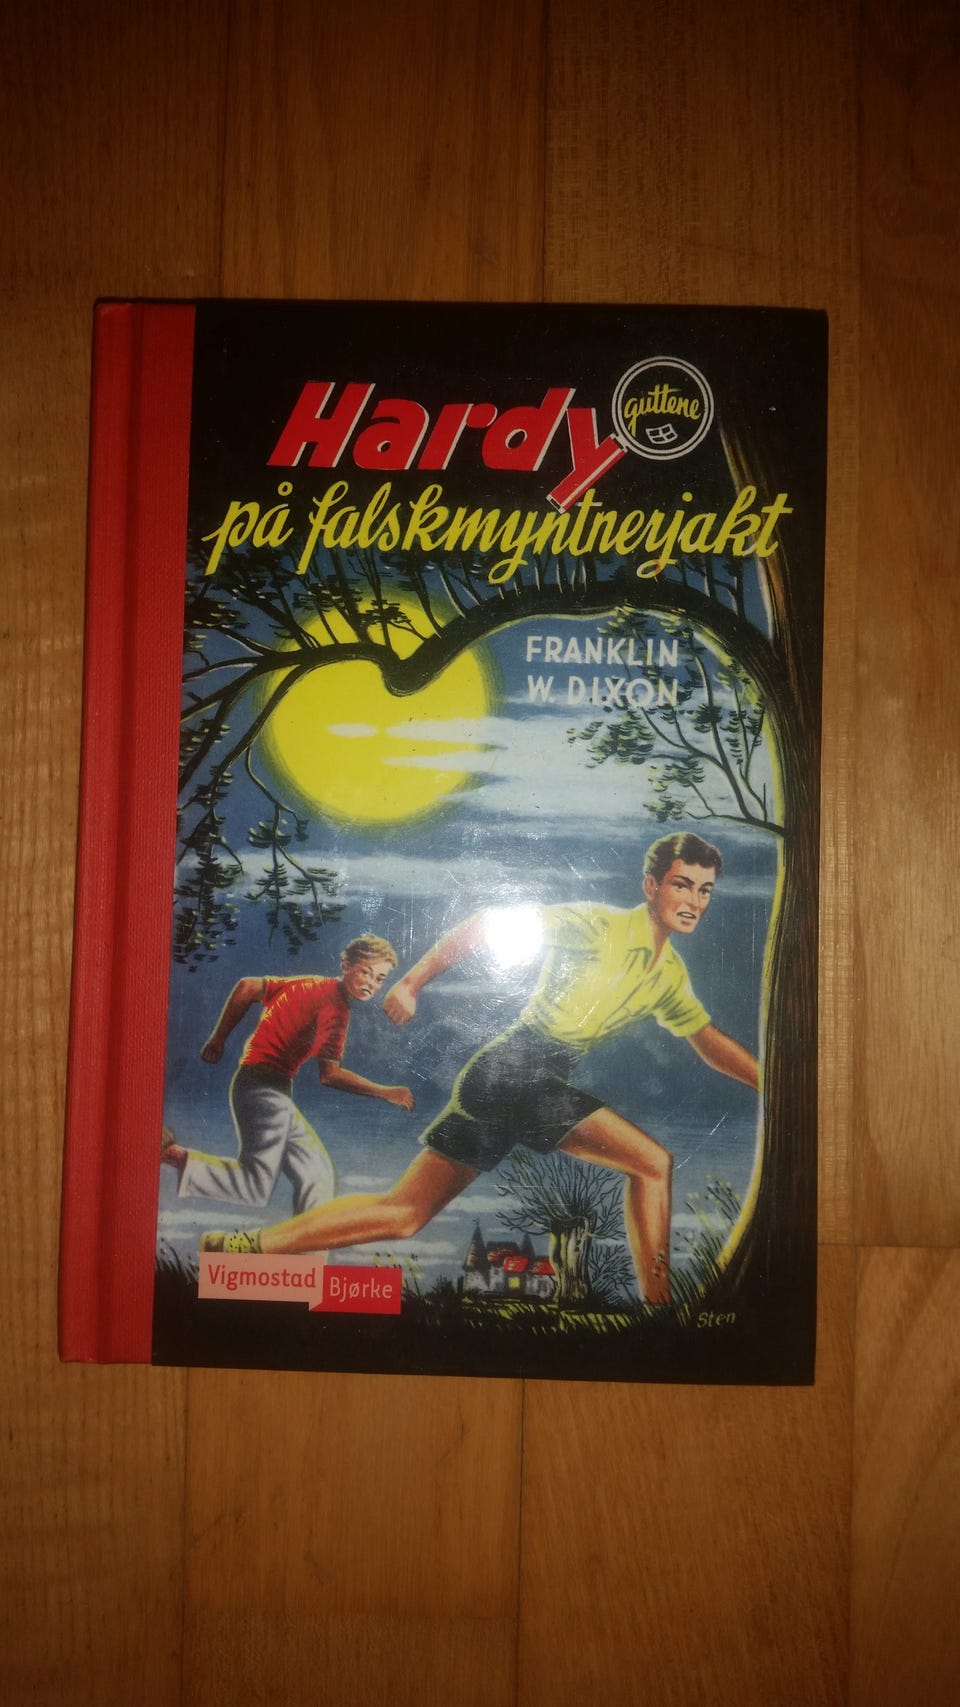 Hardy guttene
på falskmyntnerjakt
FRANKLIN
W. DIXON
Vigmostad Bjørke
Sten